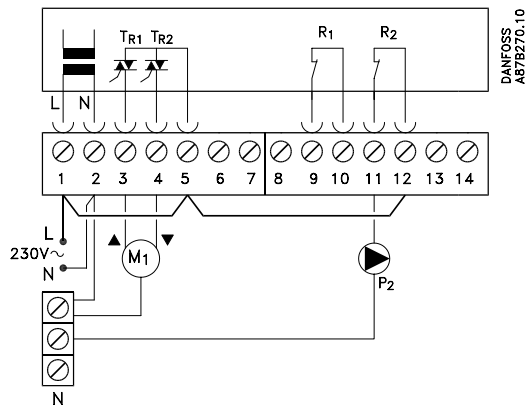 DANFOSS
A87B270.10
TR1 TR2 R1 R2
L N
1 2 3 4 5 6 7 8 9 10 11 12 13 14
L
230V~
N
▲ M1 ▼
P2
N